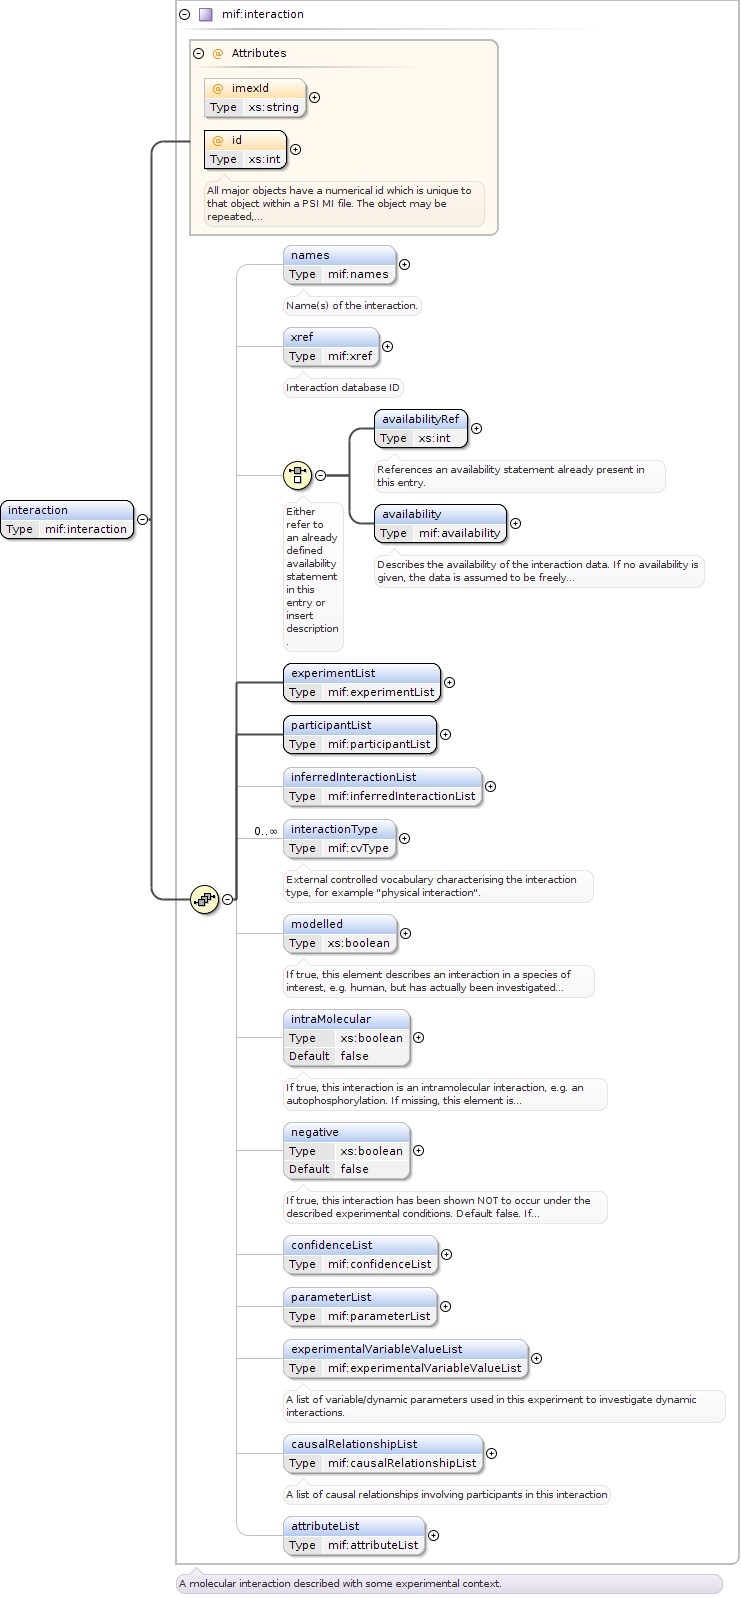 mif:interaction
@ Attributes
@ imexId
Type xs:string
@ id
Type xs:int
All major objects have a numerical id which is unique to
that object within a PSI MI file. The object may be
repeated,...
names
Type mif:names
Name(s) of the interaction.
xref
Type mif:xref
Interaction database ID
availabilityRef
Type xs:int
References an availability statement already present in
this entry.
availability
Type mif:availability
Describes the availability of the interaction data. If no availability is
given, the data is assumed to be freely...
Either
refer to
an already
defined
availability
statement
in this
entry or
insert
description
.
interaction
Type mif:interaction
experimentList
Type mif:experimentList
participantList
Type mif:participantList
inferredInteractionList
Type mif:inferredInteractionList
0..∞
interactionType
Type mif:cvType
External controlled vocabulary characterising the interaction
type, for example "physical interaction".
modelled
Type xs:boolean
If true, this element describes an interaction in a species of
interest, e.g. human, but has actually been investigated...
intraMolecular
Type xs:boolean
Default false
If true, this interaction is an intramolecular interaction, e.g. an
autophosphorylation. If missing, this element is...
negative
Type xs:boolean
Default false
If true, this interaction has been shown NOT to occur under the
described experimental conditions. Default false. If...
confidenceList
Type mif:confidenceList
parameterList
Type mif:parameterList
experimentalVariableValueList
Type mif:experimentalVariableValueList
A list of variable/dynamic parameters used in this experiment to investigate dynamic
interactions.
causalRelationshipList
Type mif:causalRelationshipList
A list of causal relationships involving participants in this interaction
attributeList
Type mif:attributeList
A molecular interaction described with some experimental context.